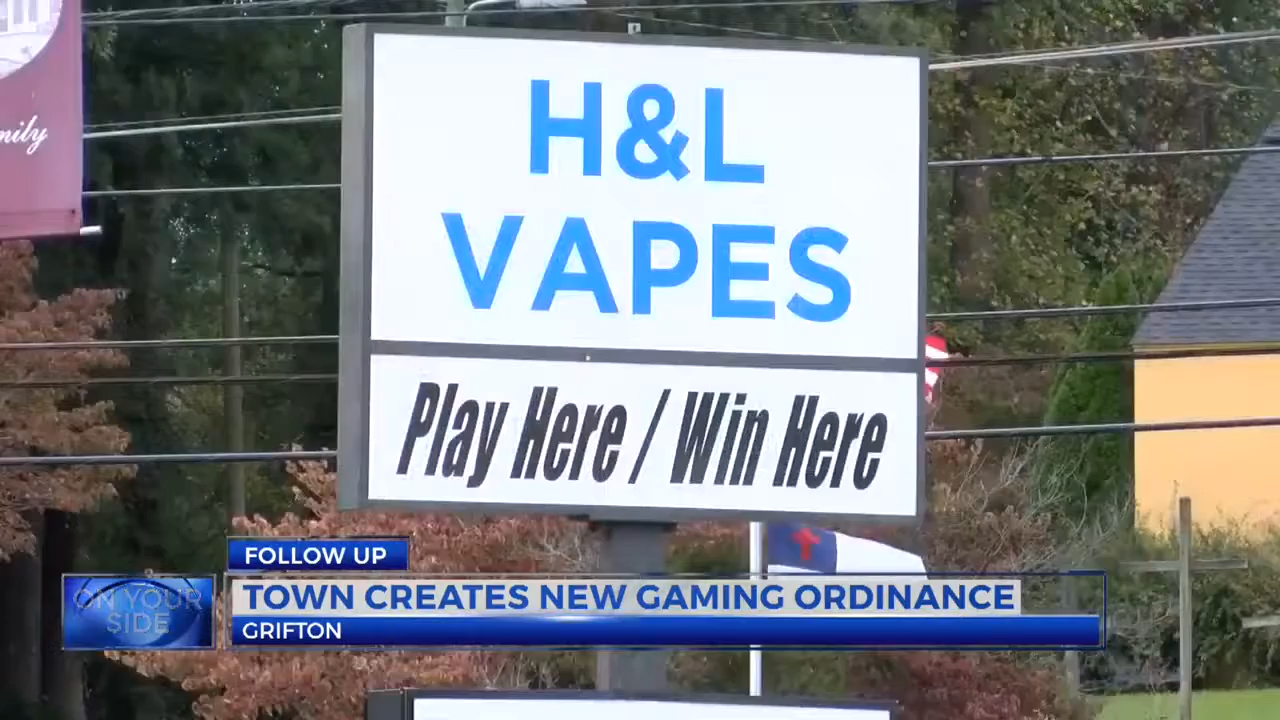 H&L
VAPES
Play Here / Win Here
FOLLOW UP
ON YOUR
SIDE
TOWN CREATES NEW GAMING ORDINANCE
GRIFTON